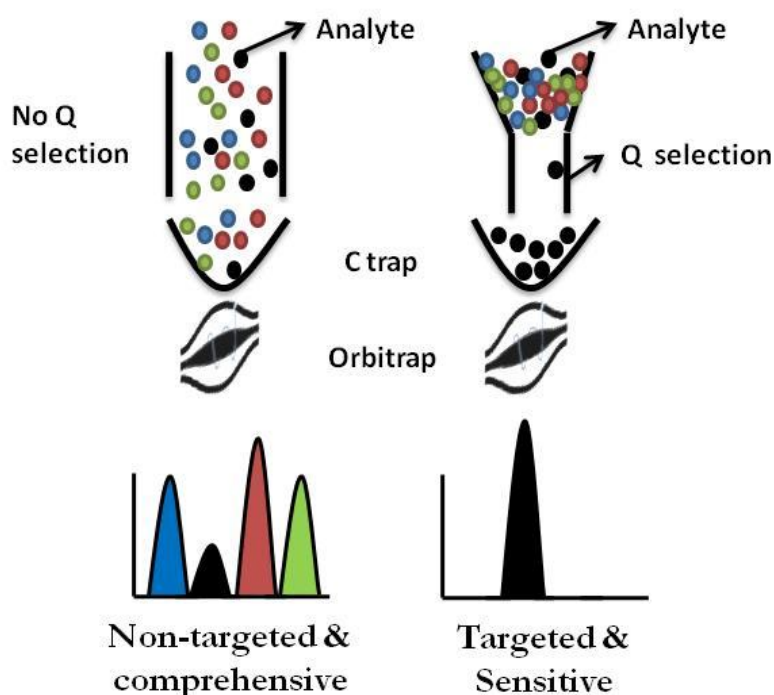 Analyte
No Q
selection
Analyte
Q selection
C trap
Orbitrap
Non-targeted &
comprehensive
Targeted &
Sensitive